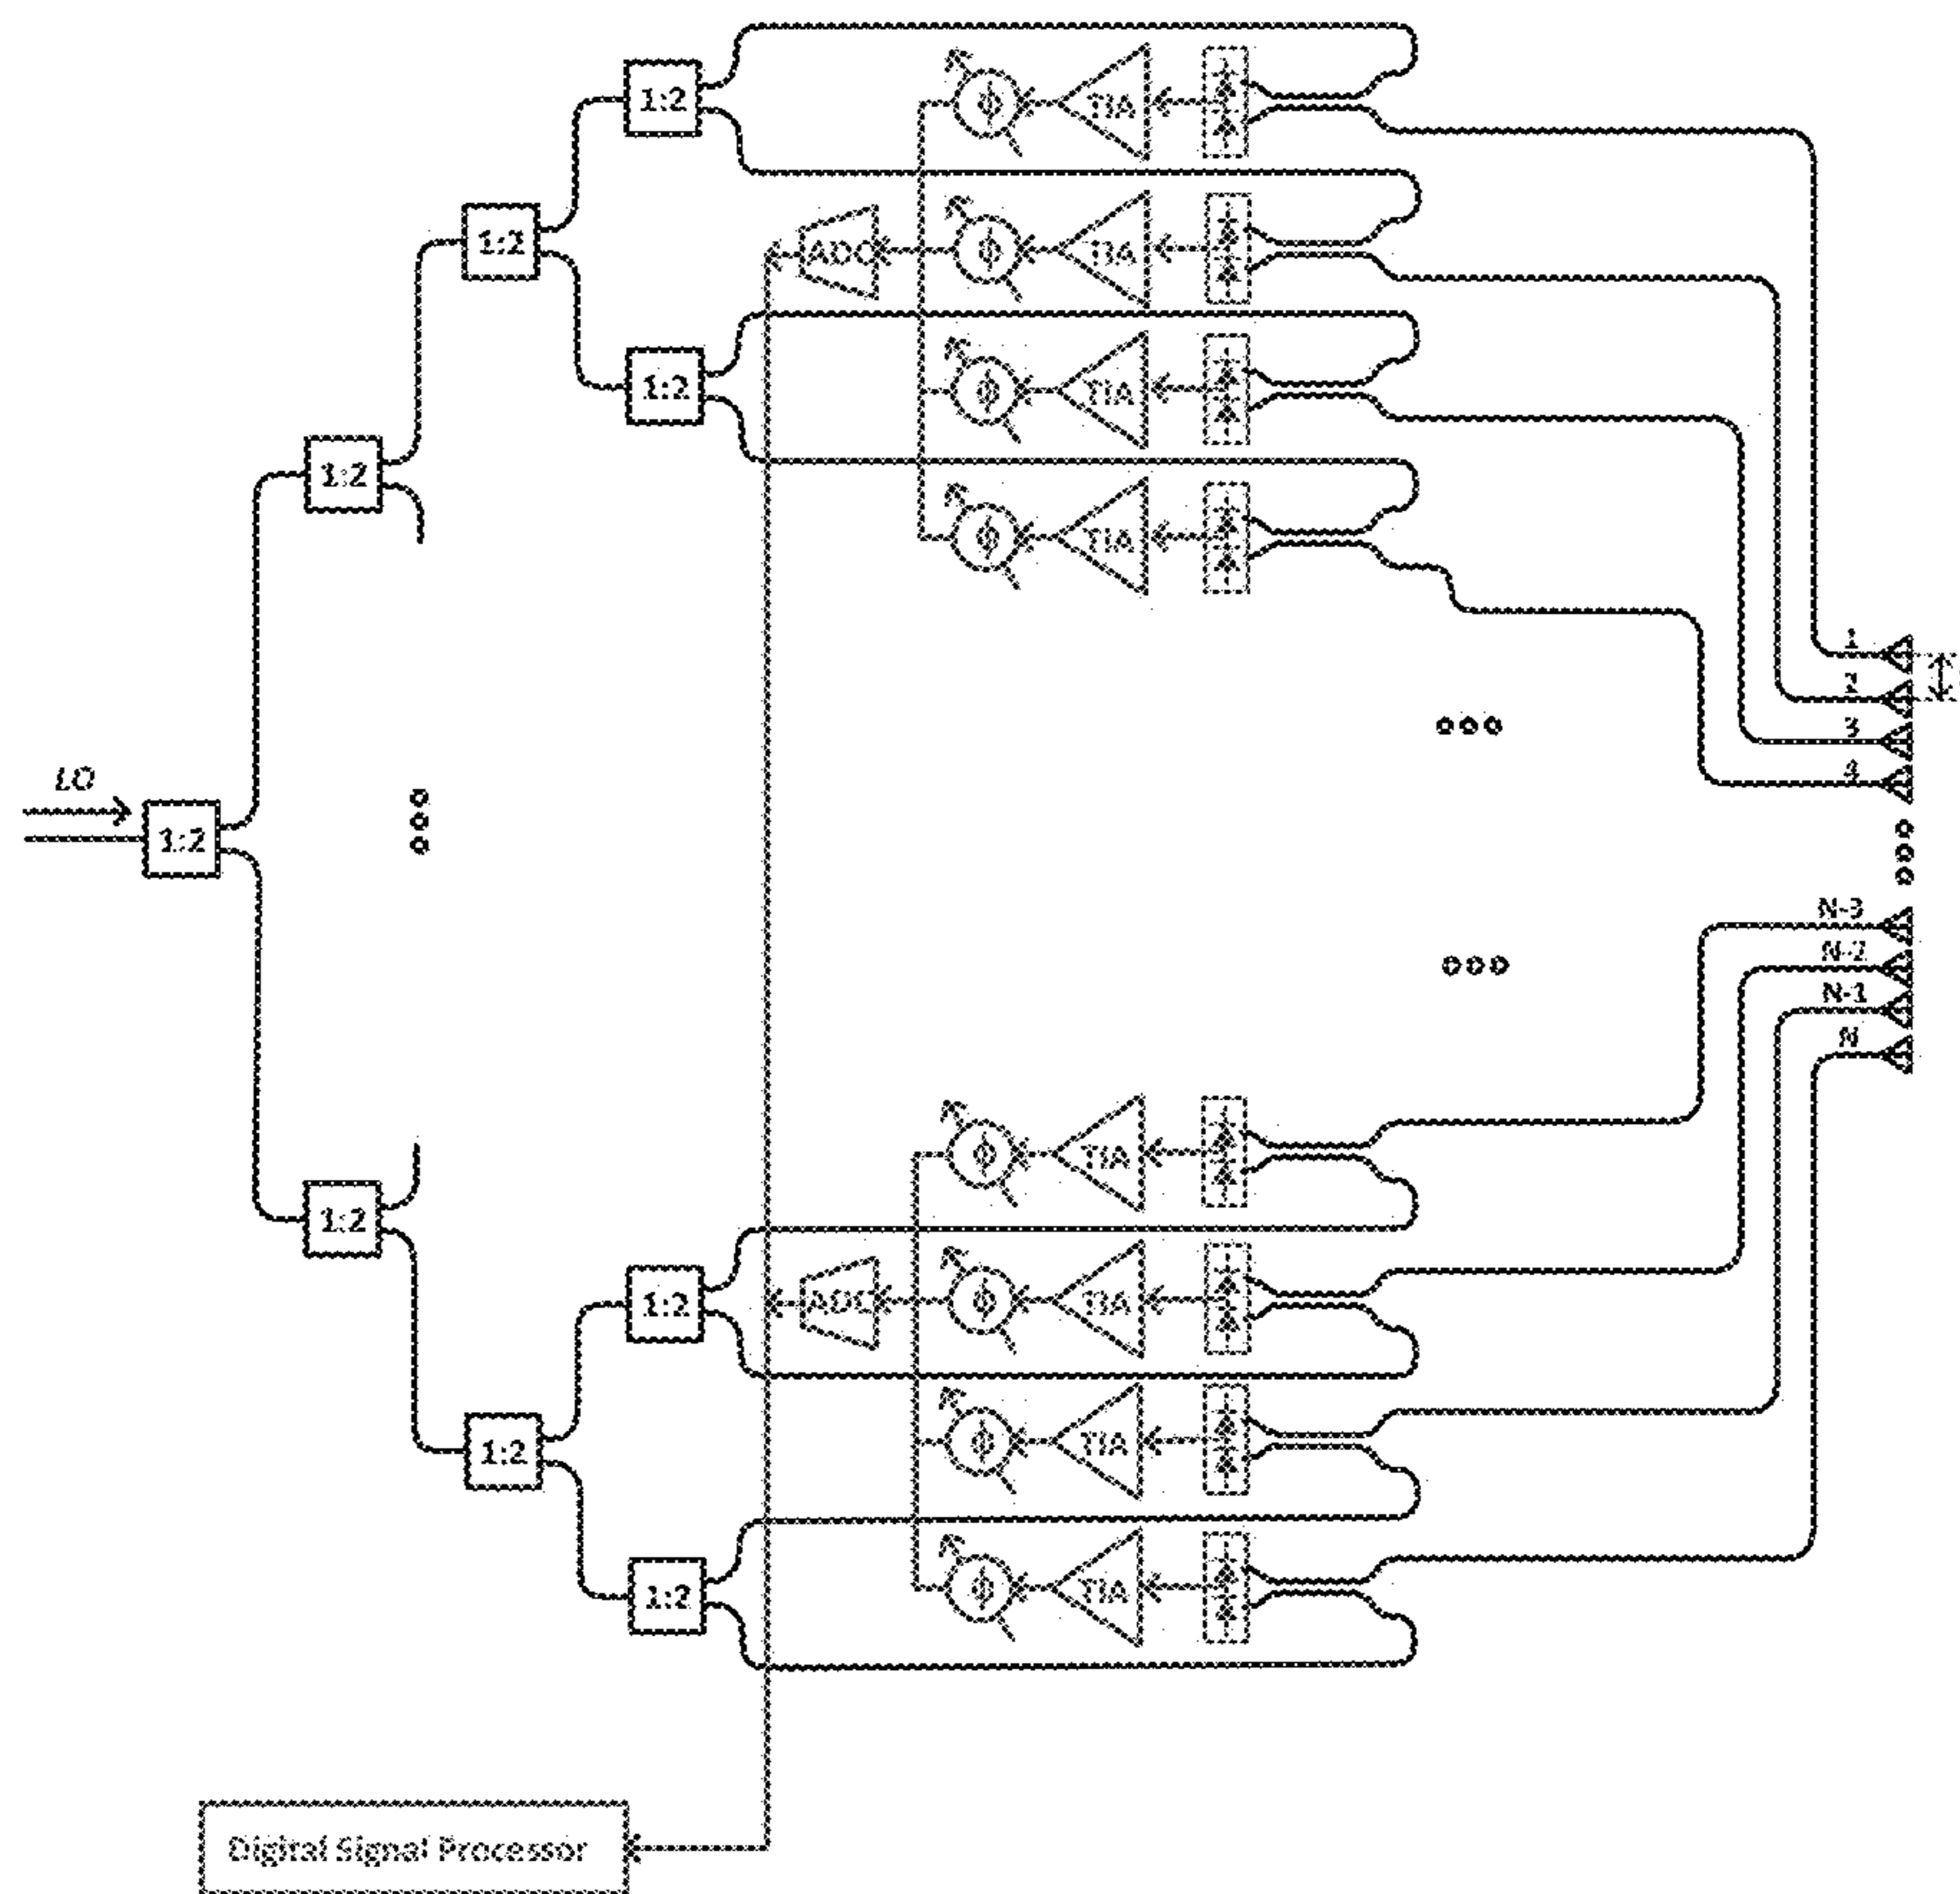 1:2
ϕ TIA
1:2
ADC ϕ TIA
1:2
ϕ TIA
1:2
ϕ TIA
1
2
3
4
LO
1:2
N-3
N-2
N-1
N
ϕ TIA
1:2
1:2
ADC ϕ TIA
1:2
ϕ TIA
1:2
ϕ TIA
Digital Signal Processor